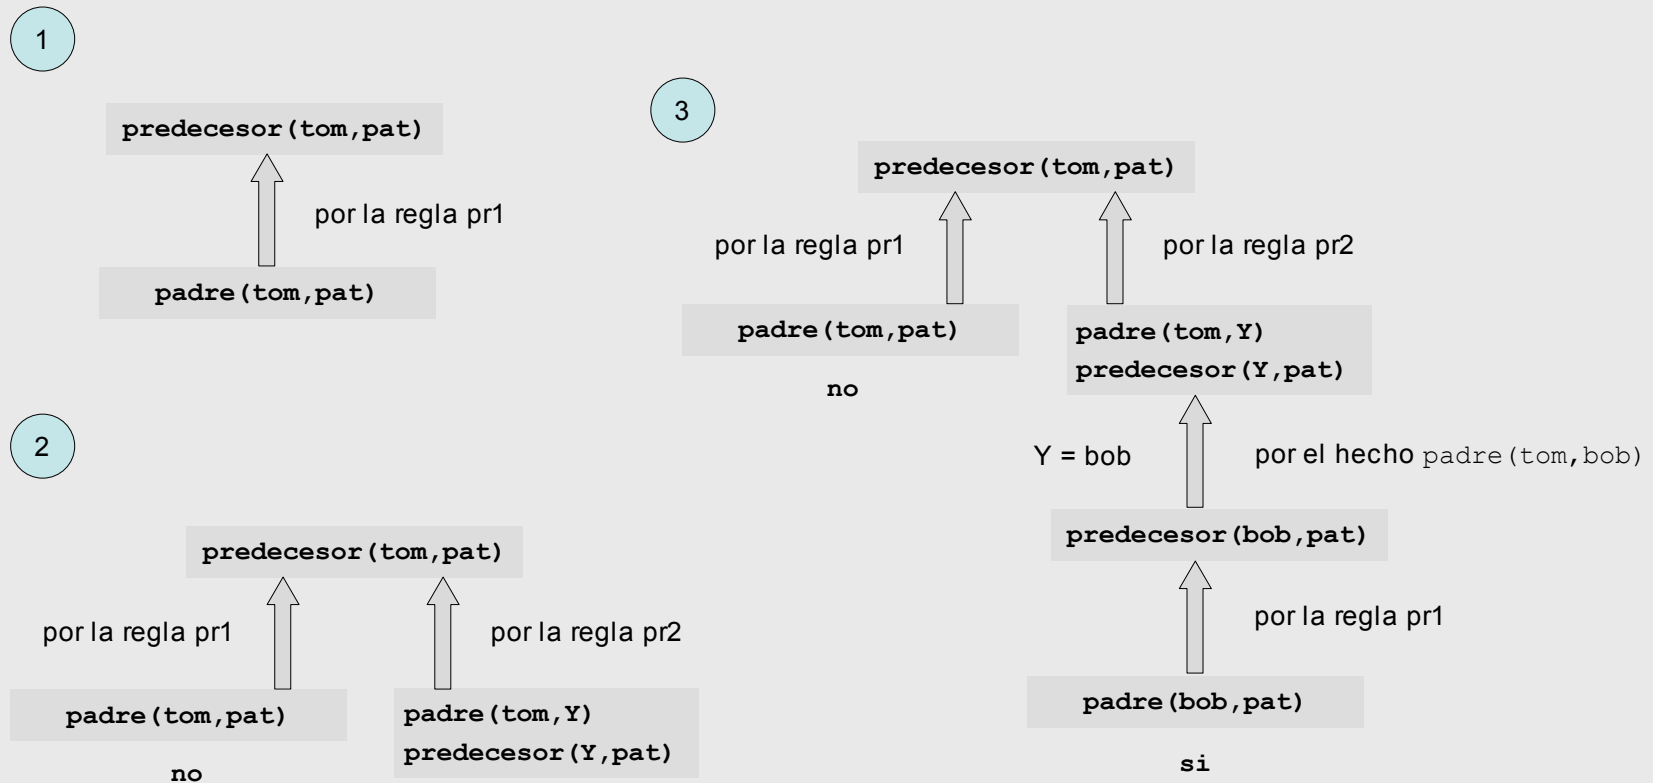 1
predecesor(tom,pat)
por la regla pr1
padre(tom,pat)
2
predecesor(tom,pat)
por la regla pr1
por la regla pr2
padre(tom,pat)
no
padre(tom,Y)
predecesor(Y,pat)
3
predecesor(tom,pat)
por la regla pr1
por la regla pr2
padre(tom,pat)
no
padre(tom,Y)
predecesor(Y,pat)
Y = bob
por el hecho padre(tom,bob)
predecesor(bob,pat)
por la regla pr1
padre(bob,pat)
si